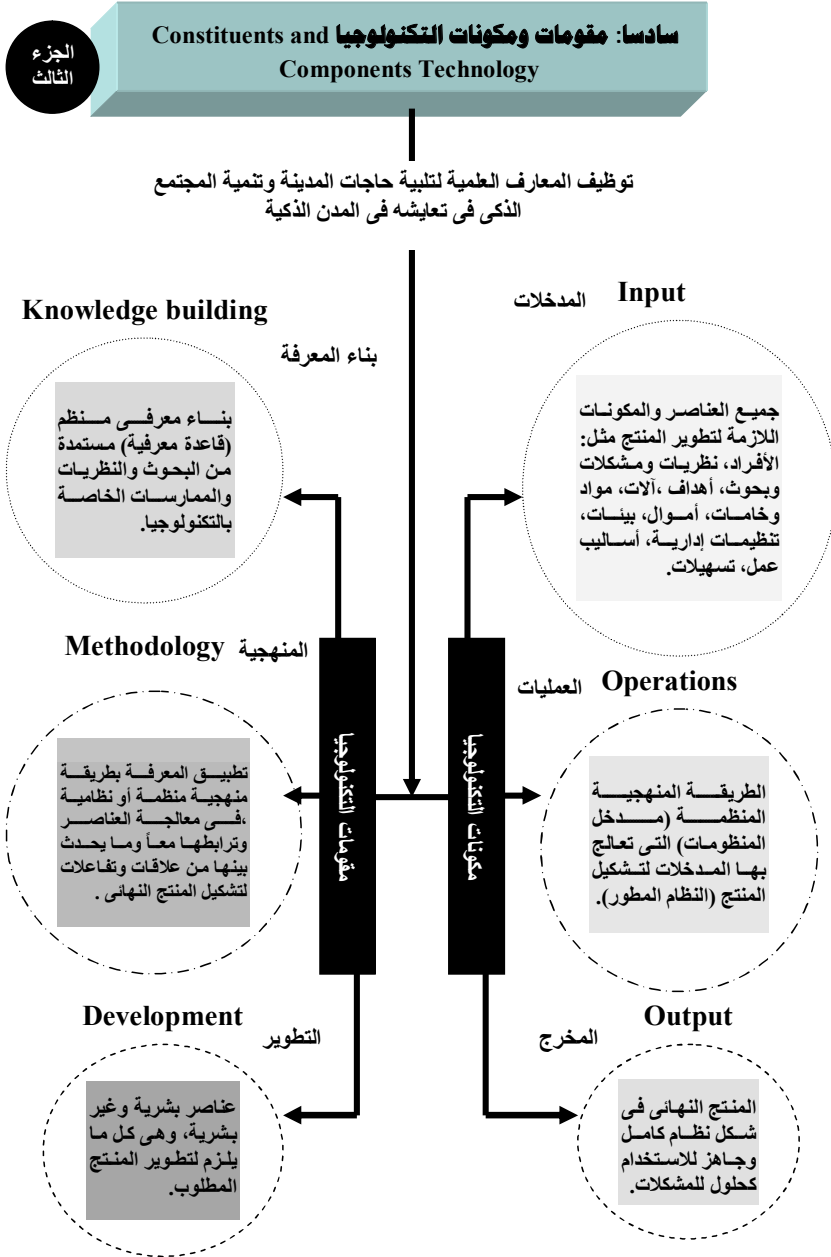 الجزء
الثالث
سادسا: مقومات ومكونات التكنولوجيا Constituents and
Components Technology
توظيف المعارف العلمية لتلبية حاجات المدينة وتنمية المجتمع
الذكى فى تعايشه فى المدن الذكية
المدخلات Input
جميع العناصر والمكونات
اللازمة لتطوير المنتج مثل:
الأفراد، نظريات ومشكلات
وبحوث، أهداف ،آلات، مواد
وخامات، أموال، بيئات،
تنظيمات إدارية، أساليب
عمل، تسهيلات.
Knowledge building
بناء المعرفة
بناء معرفى منظم
(قاعدة معرفية) مستمدة
من البحوث والنظريات
والممارسات الخاصة
بالتكنولوجيا.
مكونات التكنولوجيا
مقومات التكنولوجيا
العمليات Operations
الطريقة المنهجية
المنظمة (مدخل
المنظومات) التى تعالج
بها المدخلات لتشكيل
المنتج (النظام المطور).
Methodology المنهجية
تطبيق المعرفة بطريقة
منهجية منظمة أو نظامية
،فى معالجة العناصر
وترابطها معاً وما يحدث
بينها من علاقات وتفاعلات
لتشكيل المنتج النهائى .
Output
المخرج
المنتج النهائى فى
شكل نظام كامل
وجاهز للاستخدام
كحلول للمشكلات.
Development
التطوير
عناصر بشرية وغير
بشرية، وهى كل ما
يلزم لتطوير المنتج
المطلوب.